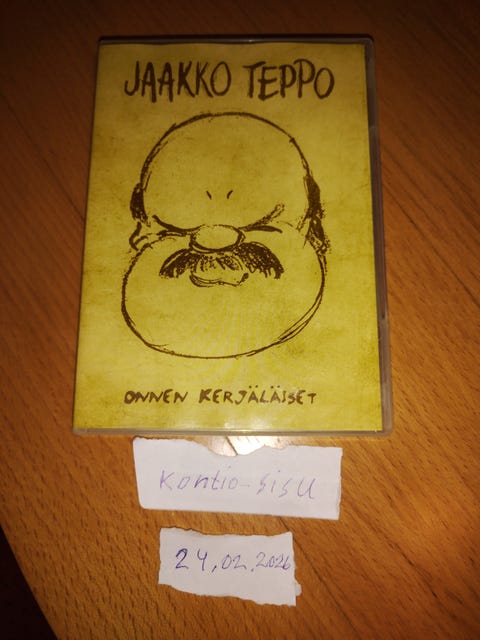 JAAKKO TEPPO
ONNEN KERJÄLÄISET
Kontio-sisu
24.02.2026